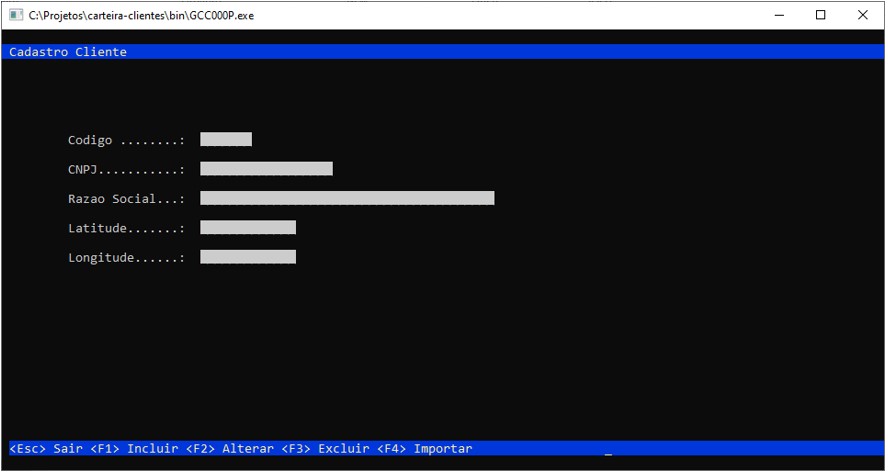 C:\Projetos\carteira-clientes\bin\GCC000P.exe
Cadastro Cliente
Codigo ........:
CNPJ...........:
Razao Social...:
Latitude.......:
Longitude......:
<Esc> Sair <F1> Incluir <F2> Alterar <F3> Excluir <F4> Importar